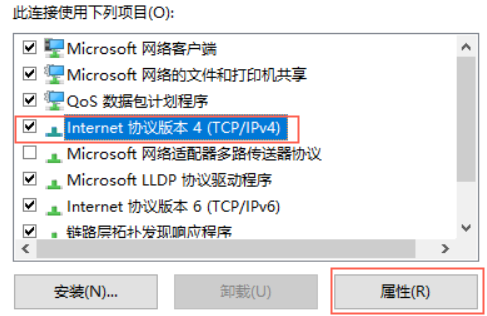 此连接使用下列项目(O):
Microsoft 网络客户端
Microsoft 网络的文件和打印机共享
QoS 数据包计划程序
Internet 协议版本 4 (TCP/IPv4)
Microsoft 网络适配器多路传送器协议
Microsoft LLDP 协议驱动程序
Internet 协议版本 6 (TCP/IPv6)
链路层拓扑发现响应程序
安装(N)...
卸载(U)
属性(R)